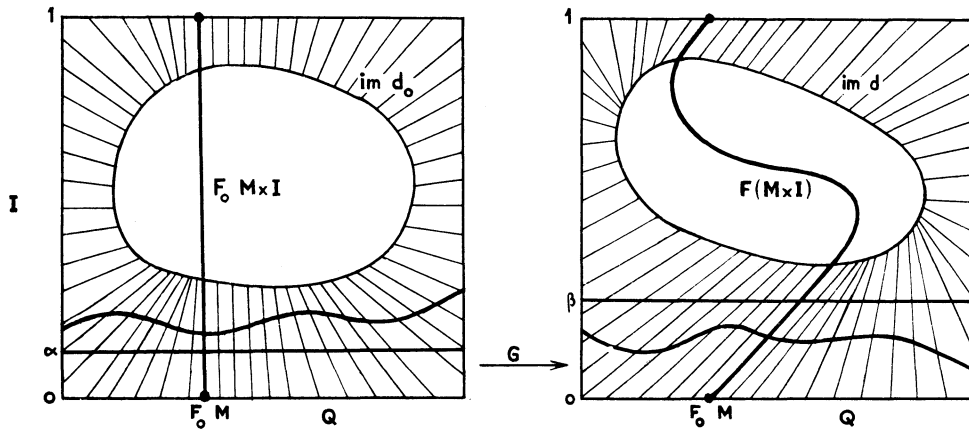 1
im d₀
F₀ M×I
I
α
0
F₀ M
Q
G
1
im d
F(M×I)
β
0
F₀ M
Q